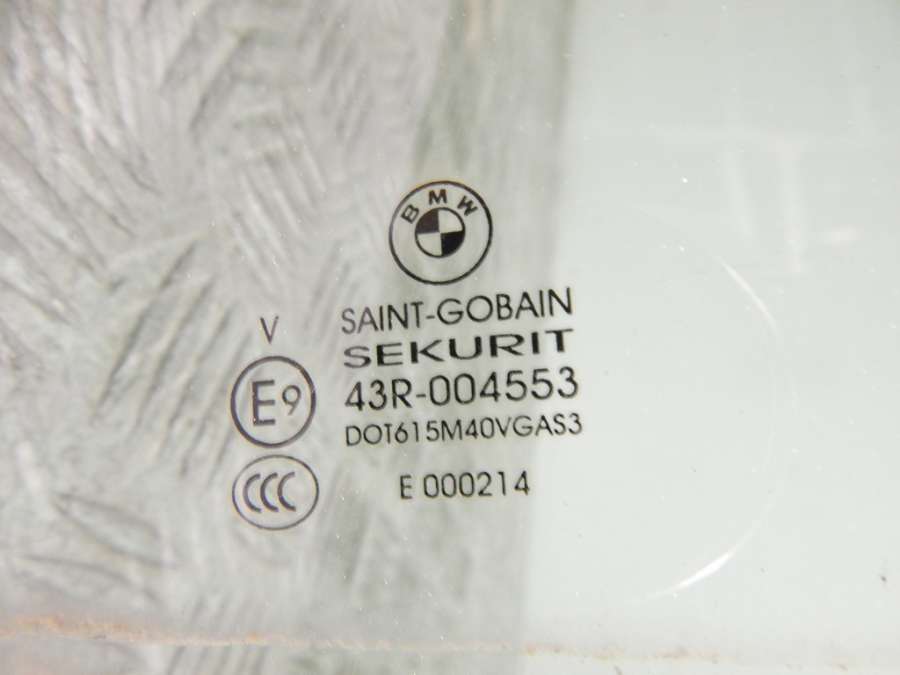 BMW
SAINT-GOBAIN
V
SEKURIT
E9
43R-004553
DOT615M40VGAS3
CCC
E 000214